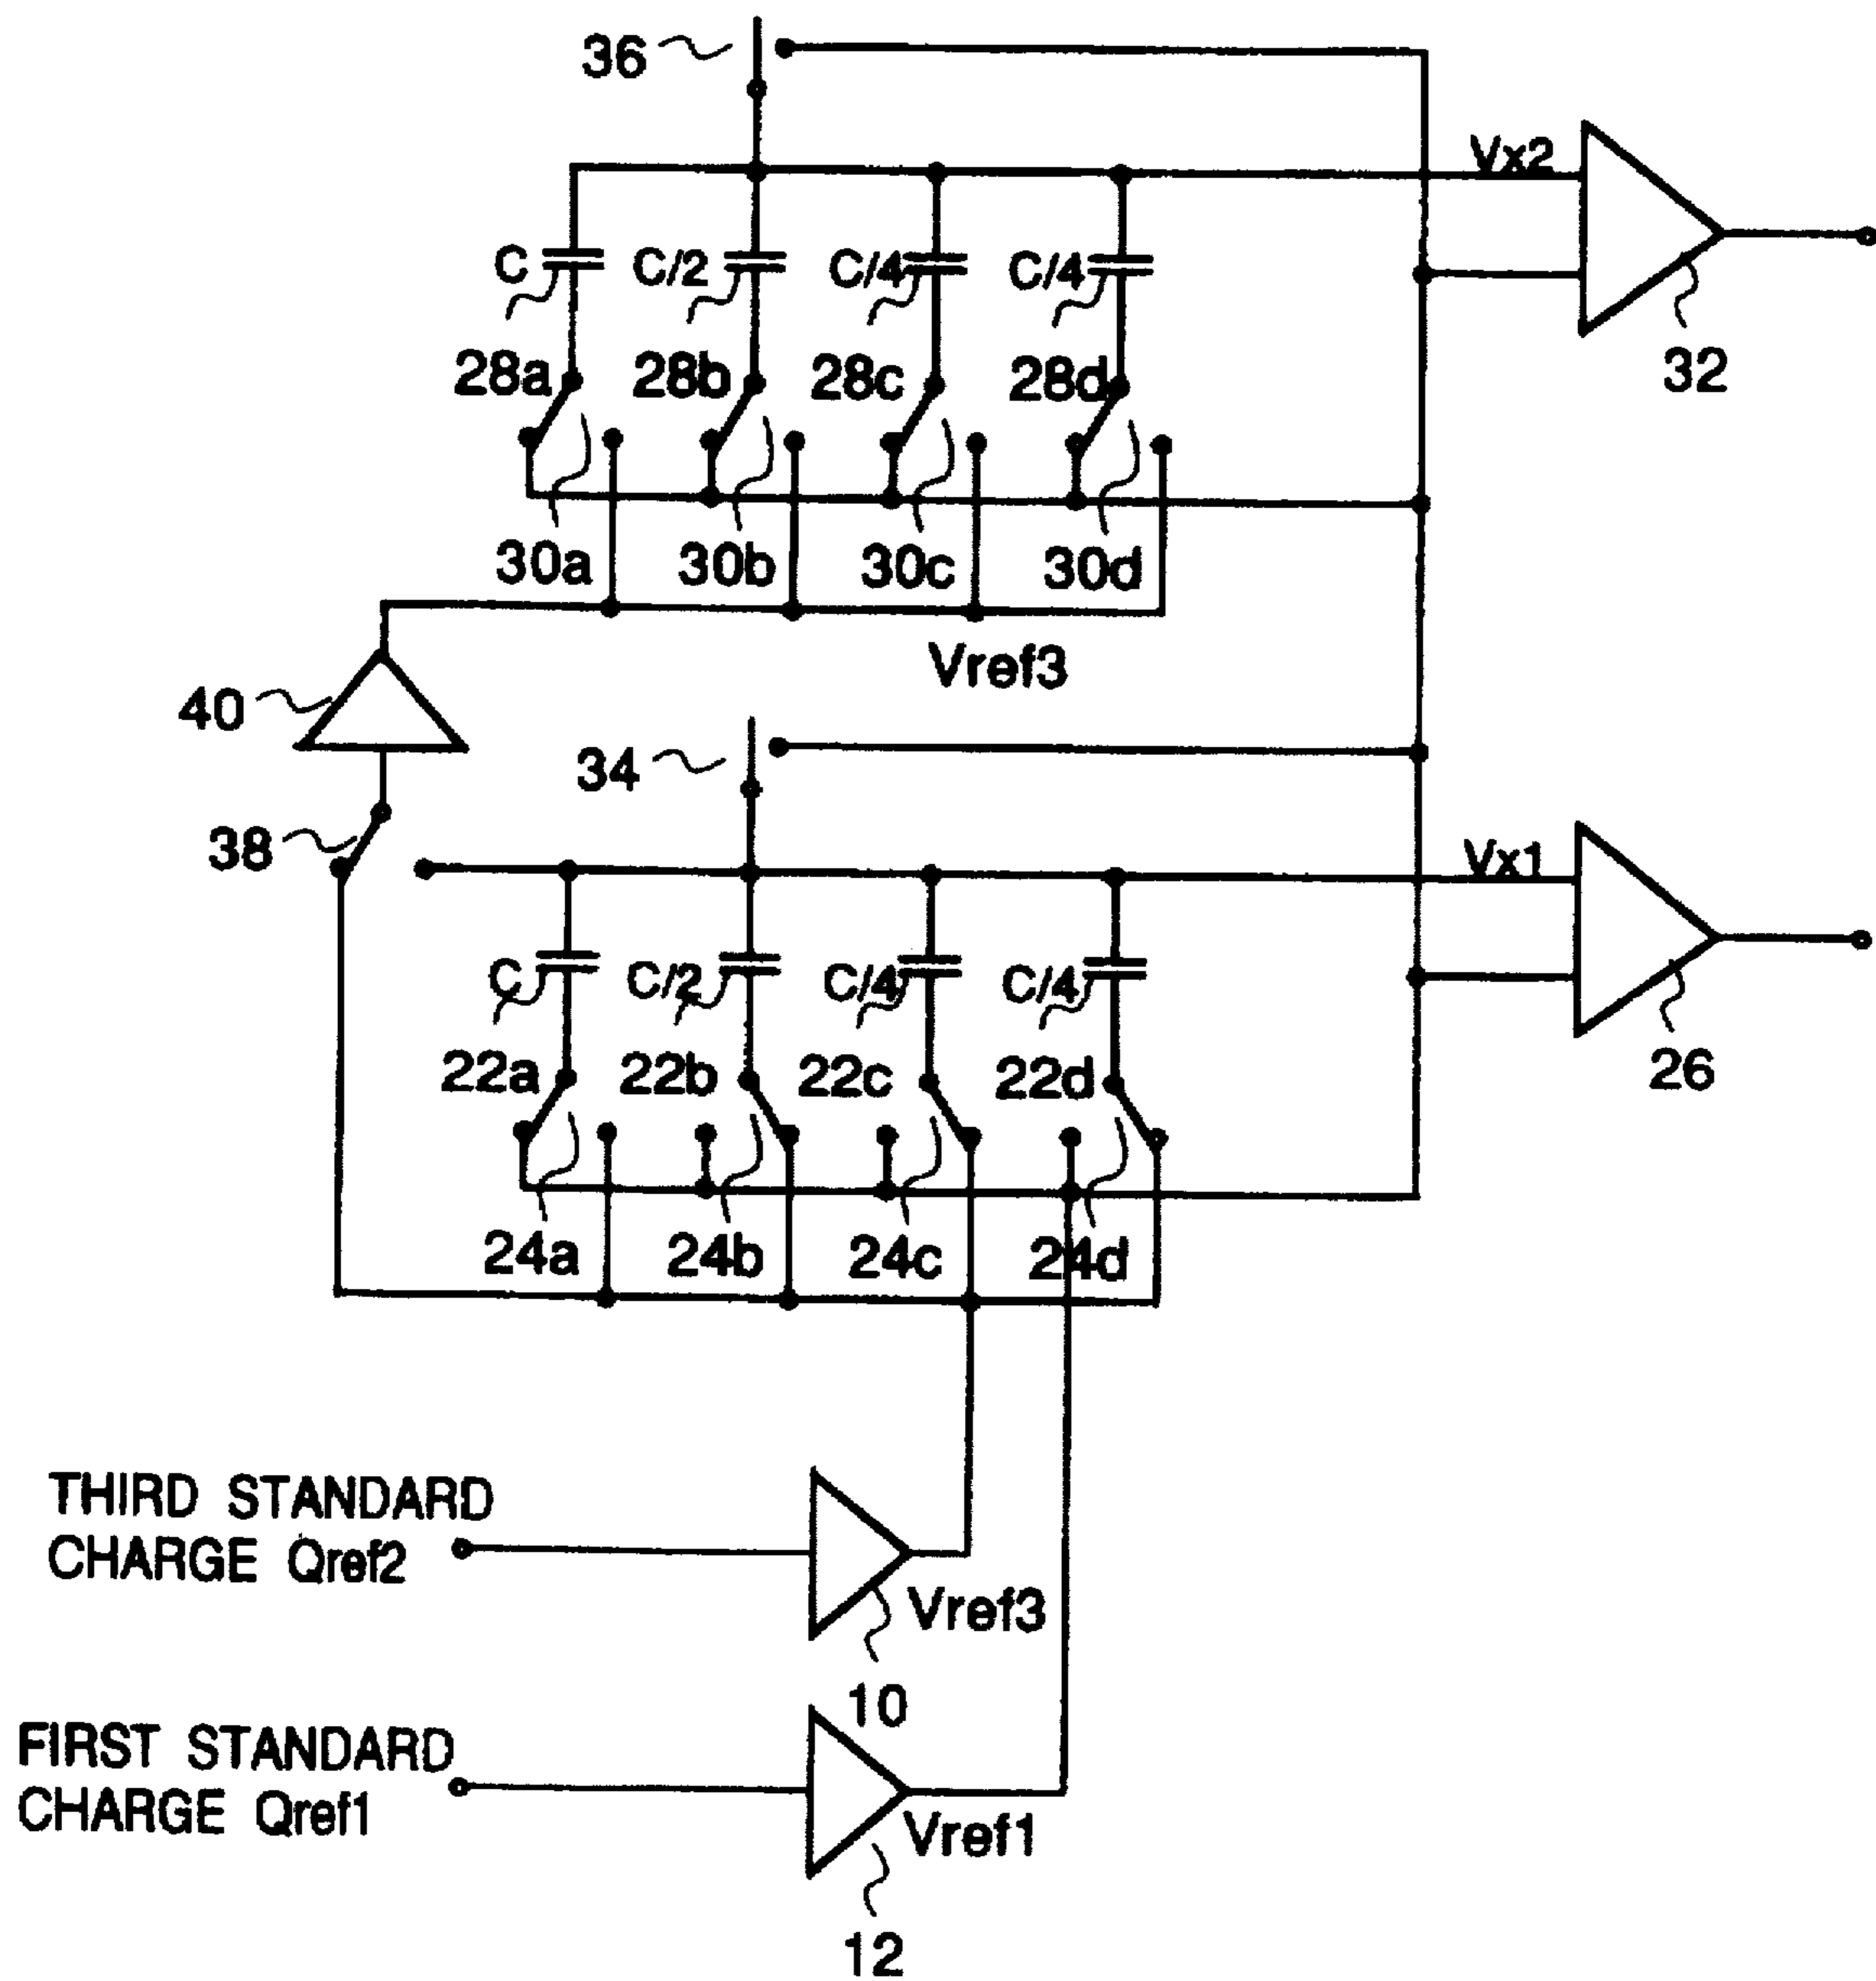 36
Vx2
C C/2 C/4 C/4
28a 28b 28c 28d
32
30a 30b 30c 30d
Vref3
40
34
38
Vx1
C C/2 C/4 C/4
22a 22b 22c 22d
26
24a 24b 24c 24d
THIRD STANDARD
CHARGE Qref2
Vref3
10
FIRST STANDARD
CHARGE Qref1
Vref1
12